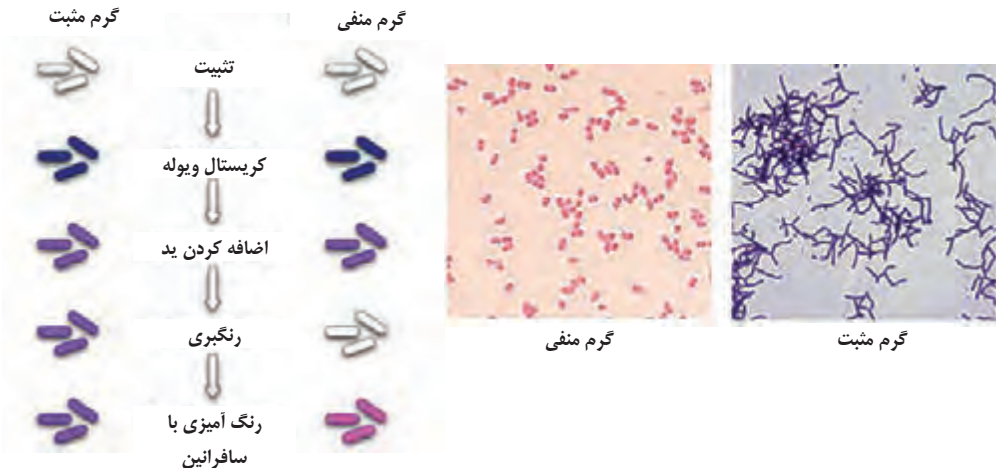 گرم مثبت
گرم منفی
تثبیت
کریستال ویوله
اضافه کردن ید
رنگبری
رنگ آمیزی با
سافرانین
گرم منفی
گرم مثبت